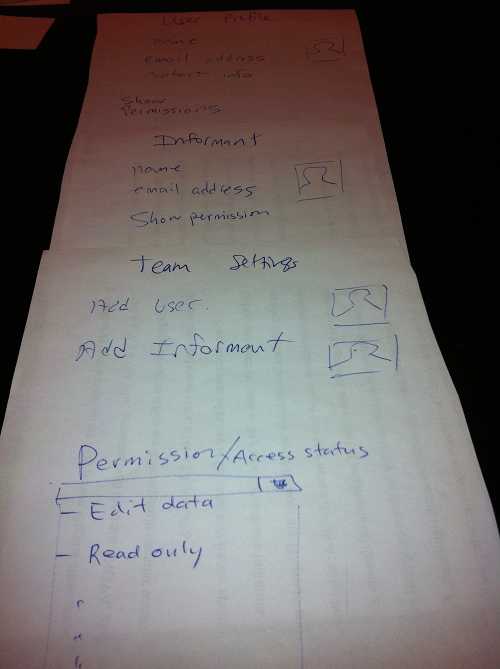 User Profile
name
email address
contact info
Show
Permissions
Informant
name
email address
Show permission
Team Settings
Add User.
Add Informent
Permission/Access status
- Edit data
- Read only